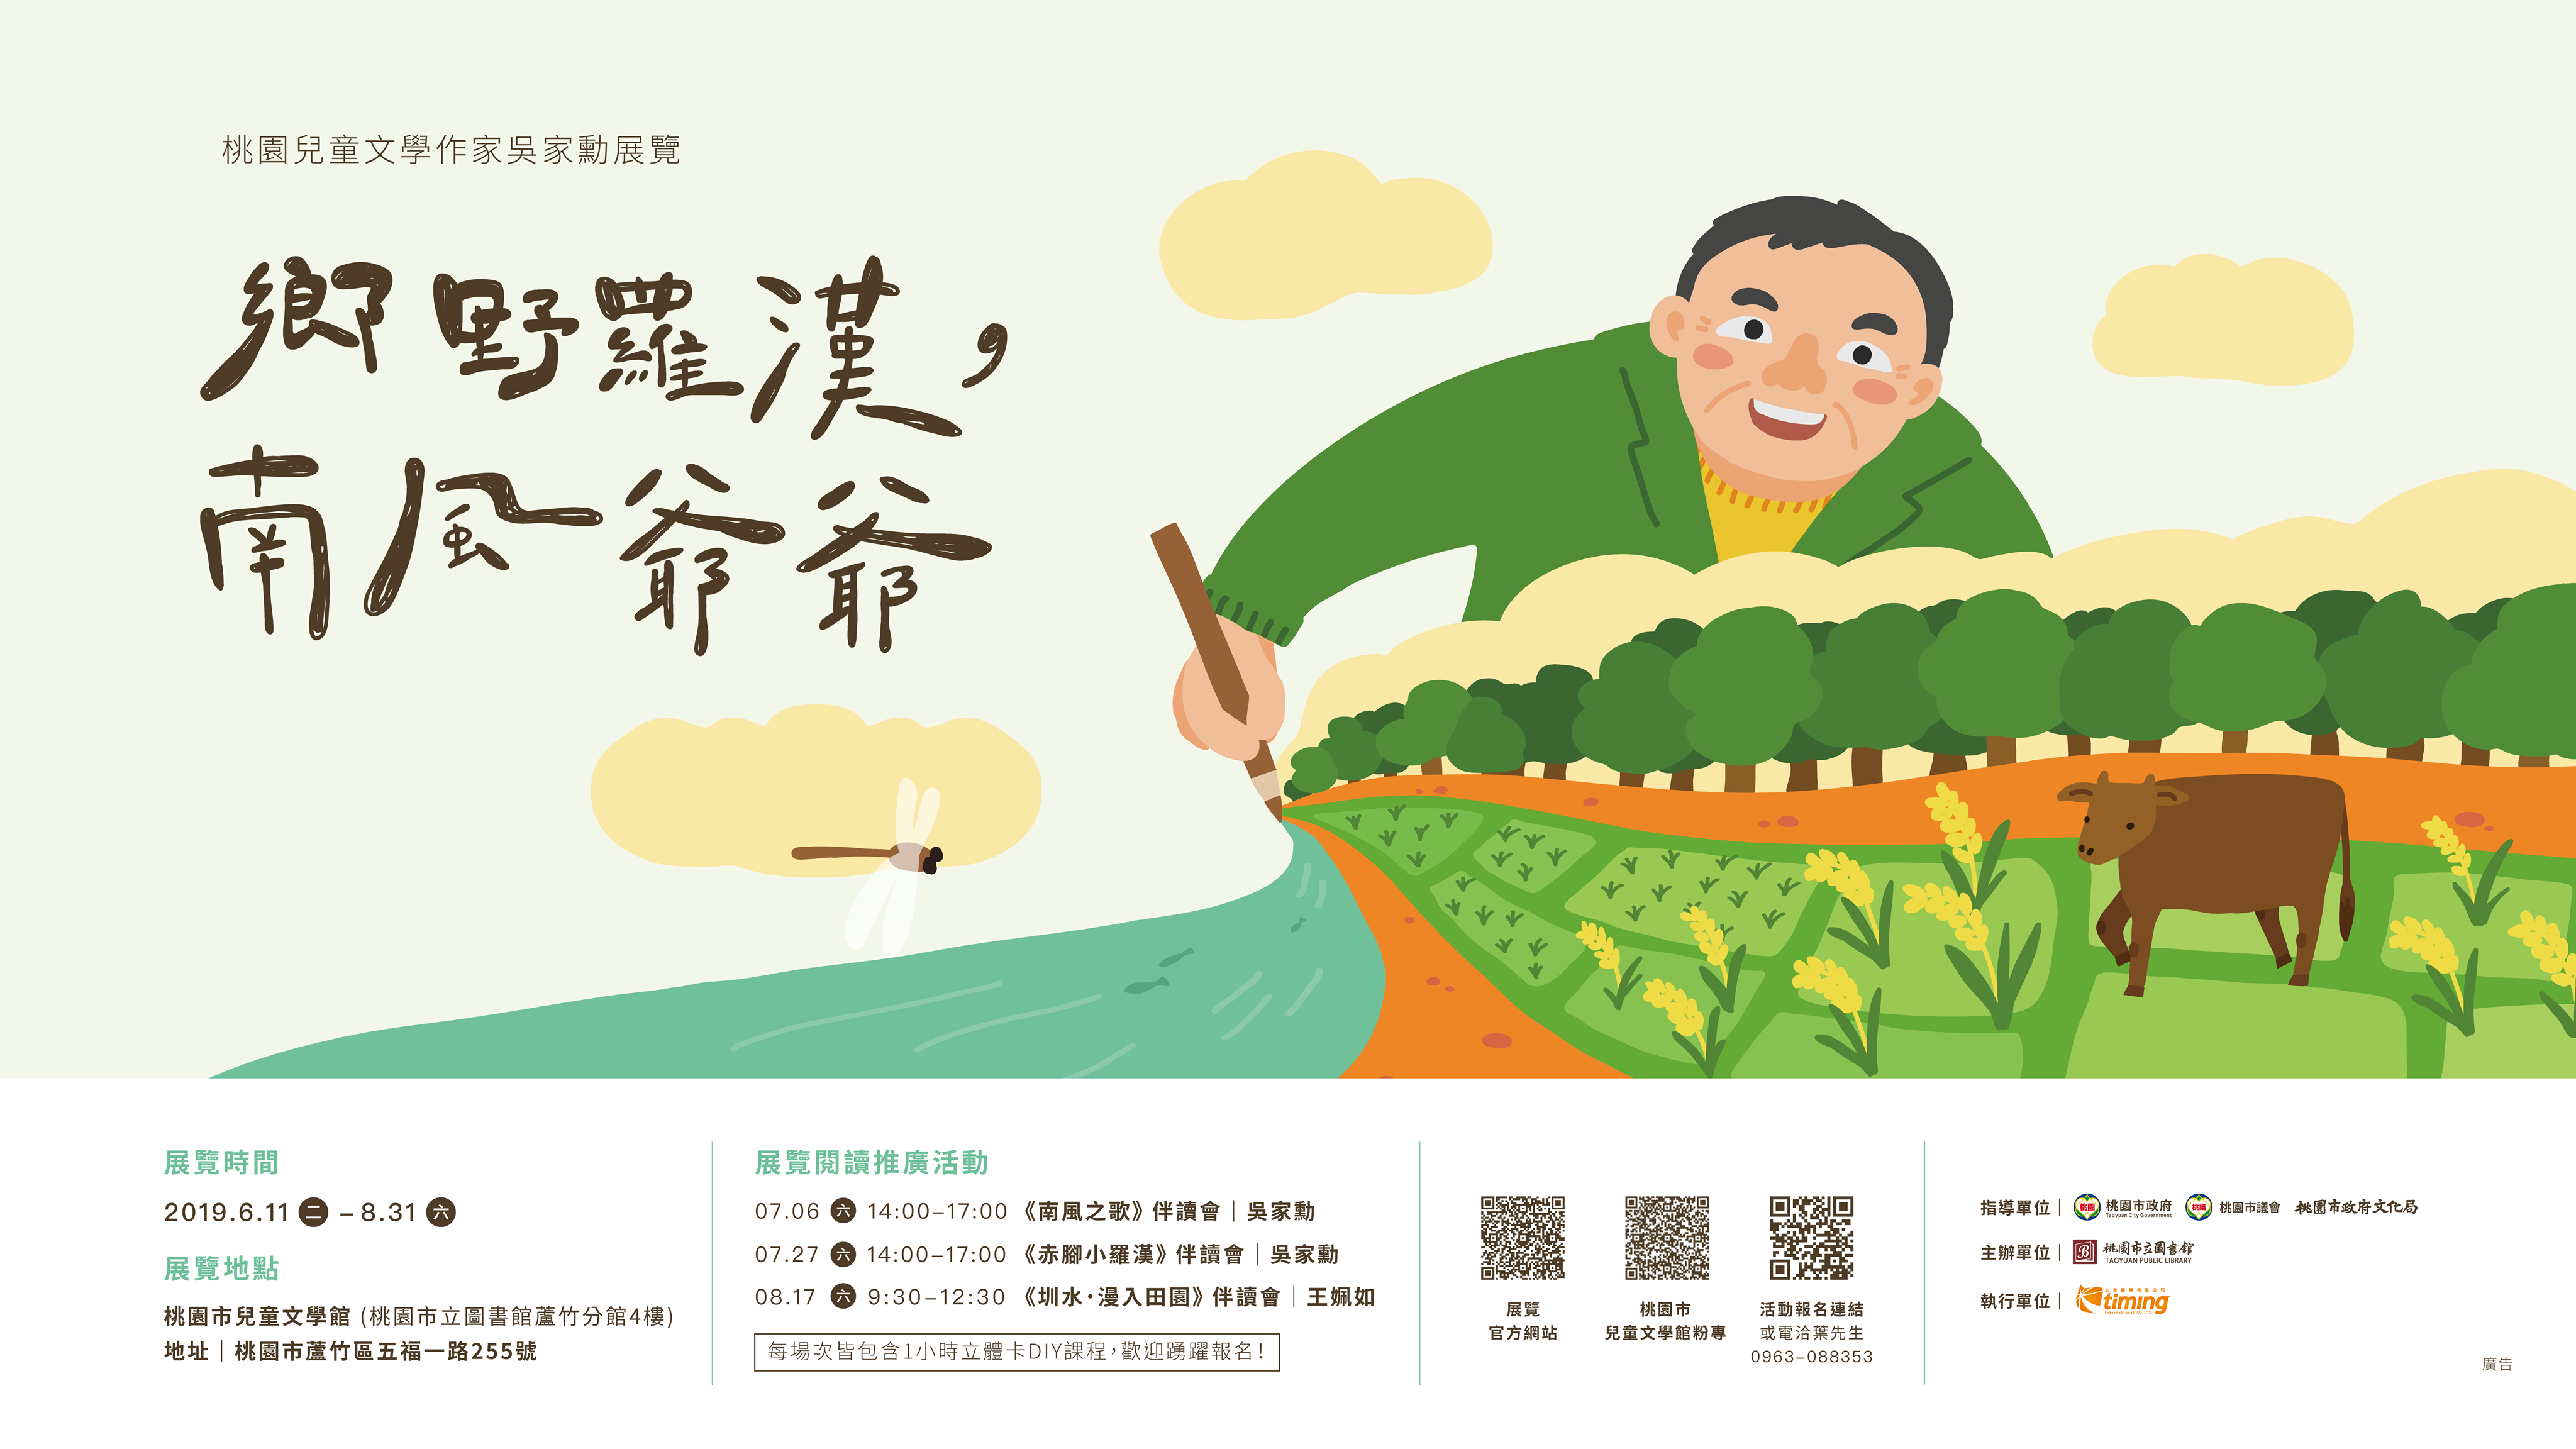 桃園兒童文學作家吳家勳展覽
鄉野羅漢，
南風爺爺
展覽時間
2019.6.11 二 – 8.31 六
展覽地點
桃園市兒童文學館 (桃園市立圖書館蘆竹分館4樓)
地址｜桃園市蘆竹區五福一路255號
展覽閱讀推廣活動
07.06 六 14:00–17:00 《南風之歌》伴讀會｜吳家勳
07.27 六 14:00–17:00 《赤腳小羅漢》伴讀會｜吳家勳
08.17 六 9:30–12:30 《圳水·漫入田園》伴讀會｜王姵如
每場次皆包含1小時立體卡DIY課程，歡迎踴躍報名！
展覽
官方網站
桃園市
兒童文學館粉專
活動報名連結
或電洽葉先生
0963–088353
指導單位｜桃園 桃園市政府 Taoyuan City Government 桃議 桃園市議會 桃園市政府文化局
主辦單位｜桃園市立圖書館 TAOYUAN PUBLIC LIBRARY
執行單位｜timing
廣告